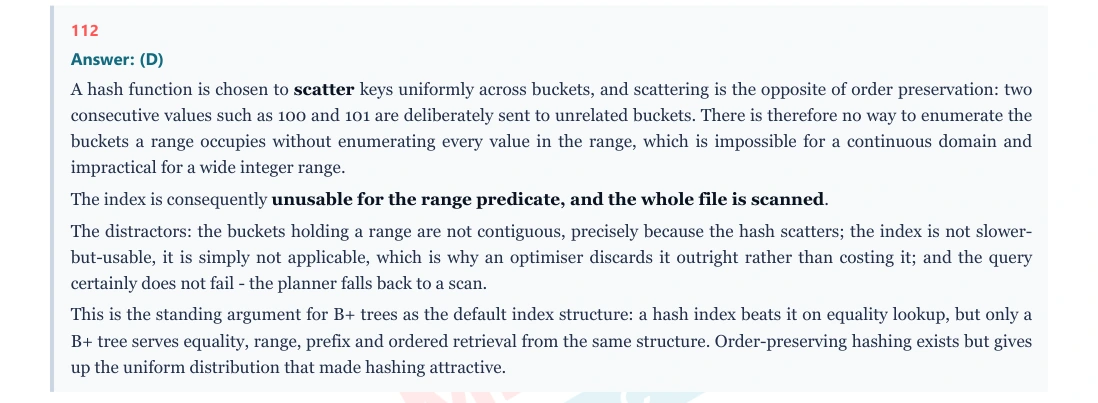 112
Answer: (D)
A hash function is chosen to scatter keys uniformly across buckets, and scattering is the opposite of order preservation: two
consecutive values such as 100 and 101 are deliberately sent to unrelated buckets. There is therefore no way to enumerate the
buckets a range occupies without enumerating every value in the range, which is impossible for a continuous domain and
impractical for a wide integer range.
The index is consequently unusable for the range predicate, and the whole file is scanned.
The distractors: the buckets holding a range are not contiguous, precisely because the hash scatters; the index is not slower-
but-usable, it is simply not applicable, which is why an optimiser discards it outright rather than costing it; and the query
certainly does not fail - the planner falls back to a scan.
This is the standing argument for B+ trees as the default index structure: a hash index beats it on equality lookup, but only a
B+ tree serves equality, range, prefix and ordered retrieval from the same structure. Order-preserving hashing exists but gives
up the uniform distribution that made hashing attractive.